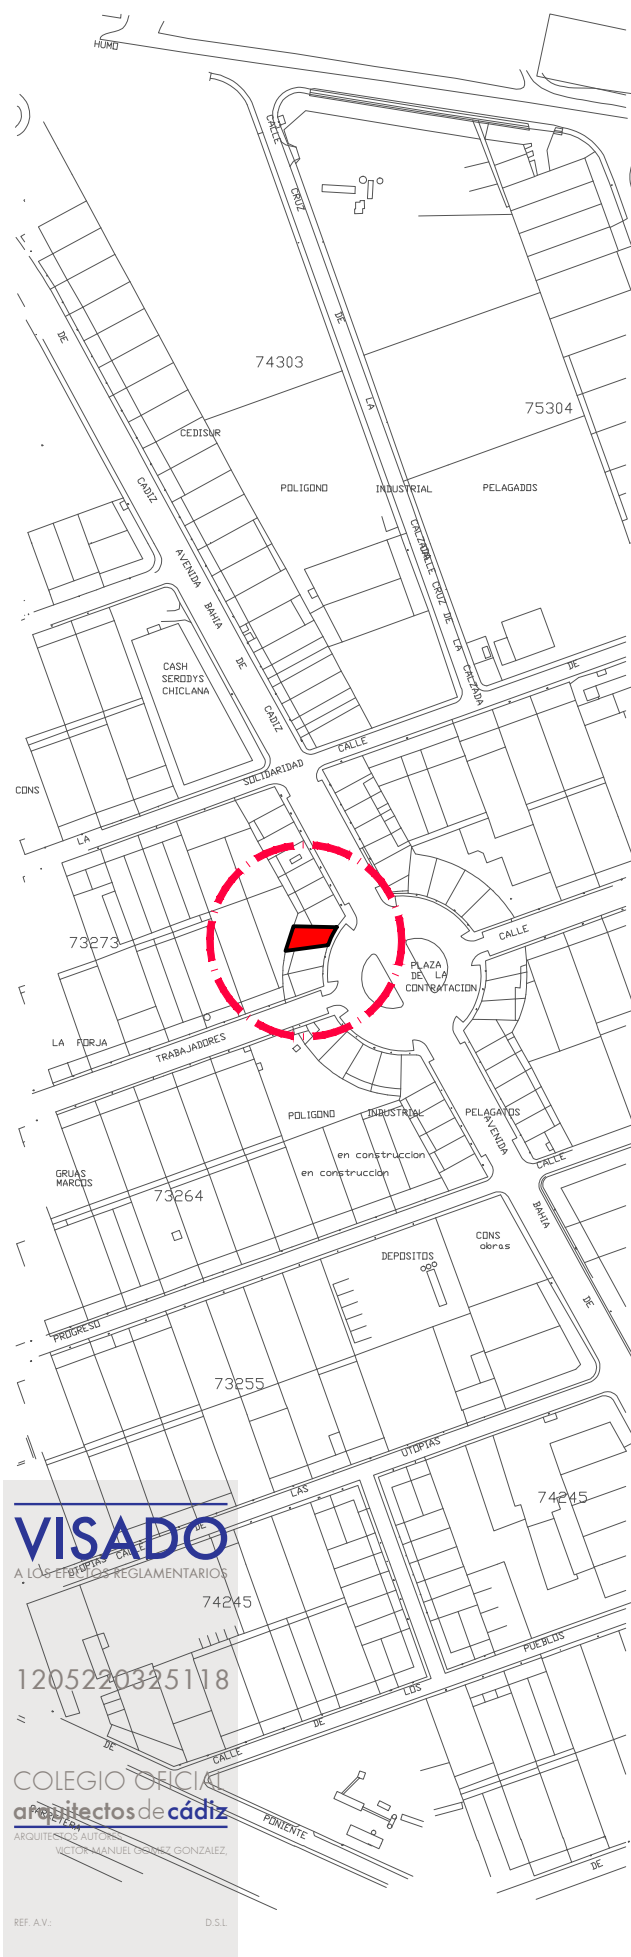 HUMO
CALLE
CRUZ
DE
DE
74303
LA
75304
CEDISUR
POLIGONO INDUSTRIAL PELAGADOS
CADIZ
CALZADA
AVENIDA
CALLE CRUZ DE LA CALZADA
BAHIA
DE
CASH
SERODYS
CHICLANA
DE
CADIZ
CALLE
SOLIDARIDAD
CONS
LA
CALLE
73273
PLAZA
DE LA
CONTRATACION
LA FORJA
TRABAJADORES
POLIGONO INDUSTRIAL PELAGATOS
AVENIDA
en construccion
CALLE
en construccion
GRUAS
MARCOS
73264
BAHIA
CONS
obras
DEPOSITOS
DE
PROGRESO
73255
UTOPIAS
LAS
74245
DE
CALLE
UTOPIAS
VISADO
A LOS EFECTOS REGLAMENTARIOS
74245
PUEBLOS
1205220325118
LOS
DE
DE
CALLE
COLEGIO OFICIAL
arquitectos de cádiz
CARRETERA
PONIENTE
ARQUITECTOS AUTORES:
VICTOR MANUEL GOMEZ GONZALEZ,
DE
REF. A.V.: D.S.L.